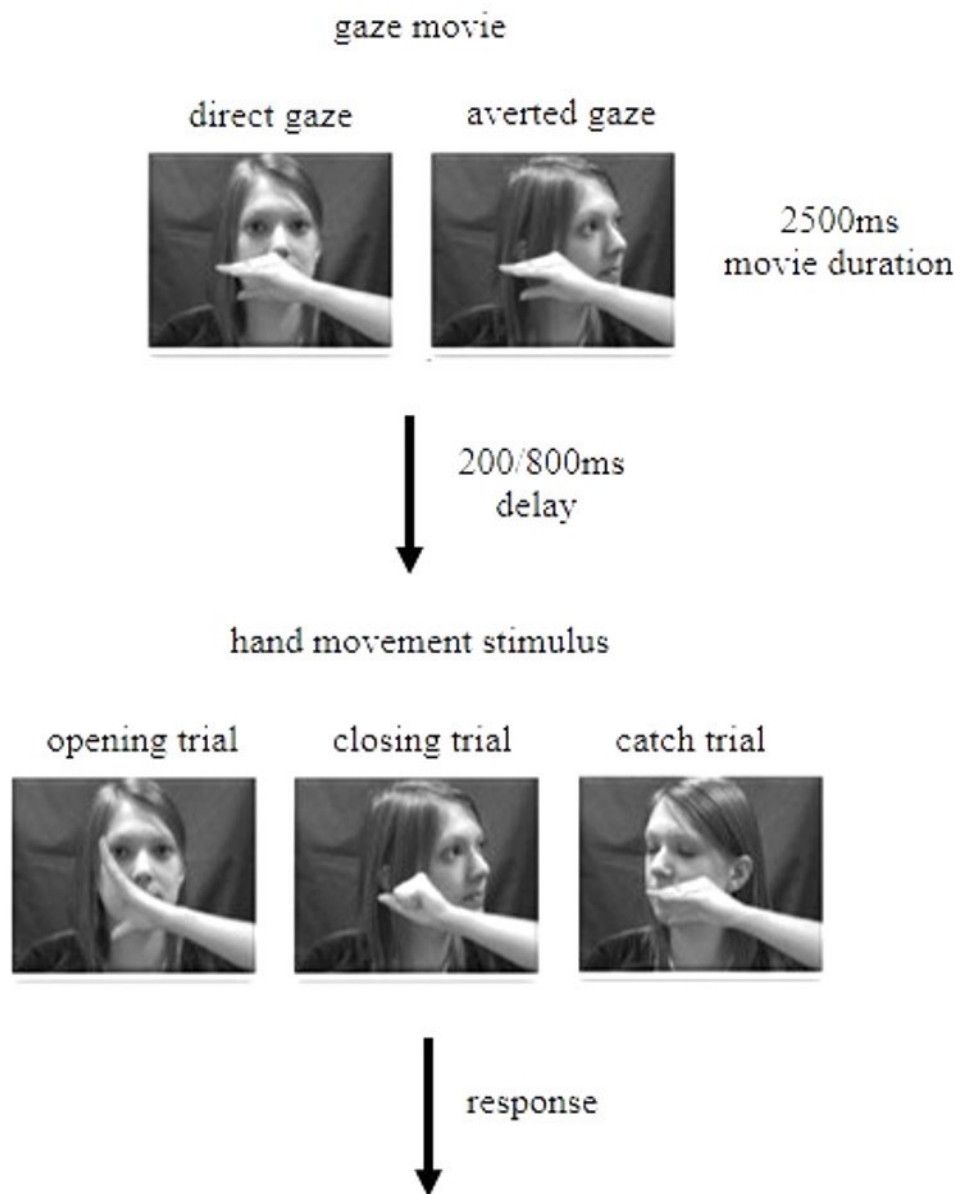 gaze movie
direct gaze
averted gaze
2500ms
movie duration
200/800ms
delay
hand movement stimulus
opening trial
closing trial
catch trial
response